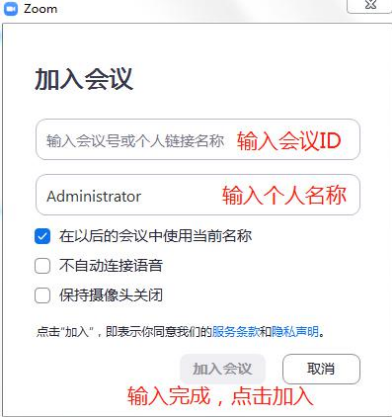 Zoom
加入会议
输入会议号或个人链接名称 输入会议ID
Administrator 输入个人名称
在以后的会议中使用当前名称
不自动连接语音
保持摄像头关闭
点击“加入”，即表示你同意我们的服务条款和隐私声明。
加入会议 取消
输入完成，点击加入